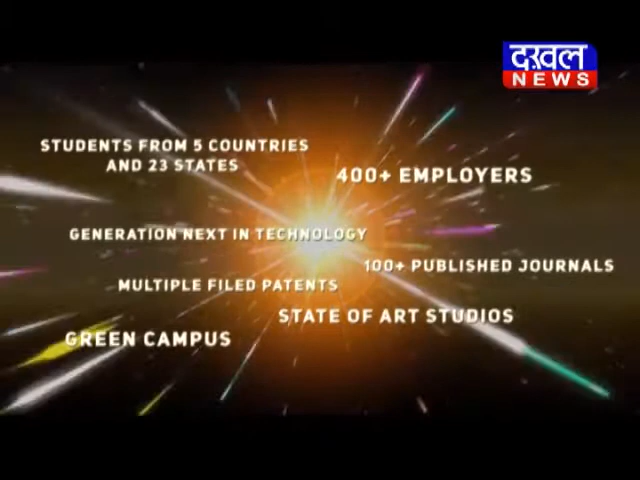 दख़ल
NEWS
STUDENTS FROM 5 COUNTRIES
AND 23 STATES
400+ EMPLOYERS
GENERATION NEXT IN TECHNOLOGY
100+ PUBLISHED JOURNALS
MULTIPLE FILED PATENTS
STATE OF ART STUDIOS
GREEN CAMPUS